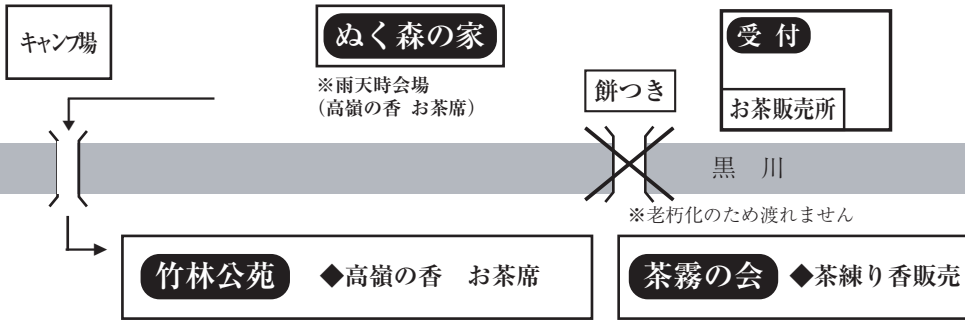 キャンプ場
ぬく森の家
※雨天時会場
(高嶺の香 お茶席)
餅つき
受 付
お茶販売所
黒 川
※老朽化のため渡れません
竹林公苑 ◆高嶺の香 お茶席
茶霧の会 ◆茶練り香販売